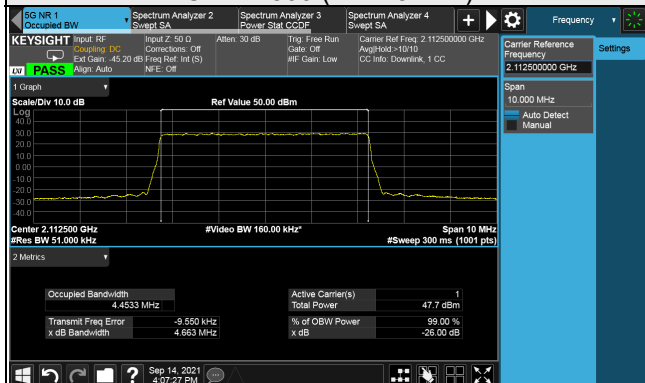 5G NR 1
Occupied BW
Spectrum Analyzer 2
Swept SA
Spectrum Analyzer 3
Power Stat CCDF
Spectrum Analyzer 4
Swept SA
+
Frequency
KEYSIGHT
LXI PASS
Input: RF
Coupling: DC
Ext Gain: -45.20 dB
Align: Auto
Input Z: 50 Ω
Corrections: Off
Freq Ref: Int (S)
NFE: Off
Atten: 30 dB
Trig: Free Run
Gate: Off
#IF Gain: Low
Carrier Ref Freq: 2.112500000 GHz
Avg|Hold:>10/10
CC Info: Downlink, 1 CC
Carrier Reference
Frequency
2.112500000 GHz
Settings
Span
10.000 MHz
Auto Detect
Manual
1 Graph
Scale/Div 10.0 dB
Ref Value 50.00 dBm
Log
40.0
30.0
20.0
10.0
0.00
-10.0
-20.0
-30.0
-40.0
Center 2.112500 GHz
#Video BW 160.00 kHz*
Span 10 MHz
#Res BW 51.000 kHz
#Sweep 300 ms (1001 pts)
2 Metrics
Occupied Bandwidth
4.4533 MHz
Active Carrier(s) 1
Total Power 47.7 dBm
Transmit Freq Error -9.550 kHz
x dB Bandwidth 4.663 MHz
% of OBW Power 99.00 %
x dB -26.00 dB
?
Sep 14, 2021
4:07:27 PM